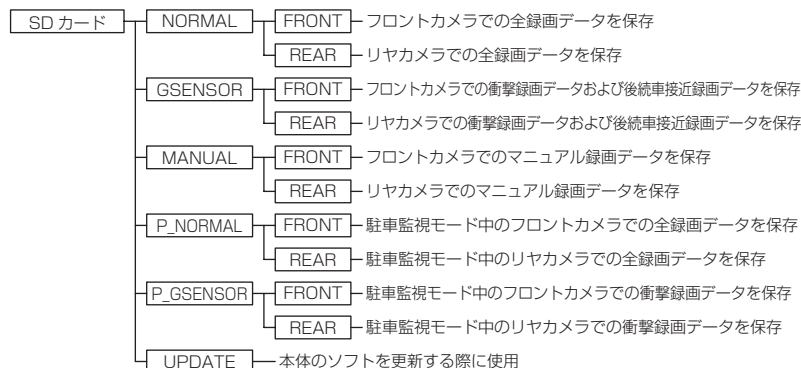 SD カード NORMAL FRONT フロントカメラでの全録画データを保存
REAR リヤカメラでの全録画データを保存
GSENSOR FRONT フロントカメラでの衝撃録画データおよび後続車接近録画データを保存
REAR リヤカメラでの衝撃録画データおよび後続車接近録画データを保存
MANUAL FRONT フロントカメラでのマニュアル録画データを保存
REAR リヤカメラでのマニュアル録画データを保存
P_NORMAL FRONT 駐車監視モード中のフロントカメラでの全録画データを保存
REAR 駐車監視モード中のリヤカメラでの全録画データを保存
P_GSENSOR FRONT 駐車監視モード中のフロントカメラでの衝撃録画データを保存
REAR 駐車監視モード中のリヤカメラでの衝撃録画データを保存
UPDATE 本体のソフトを更新する際に使用